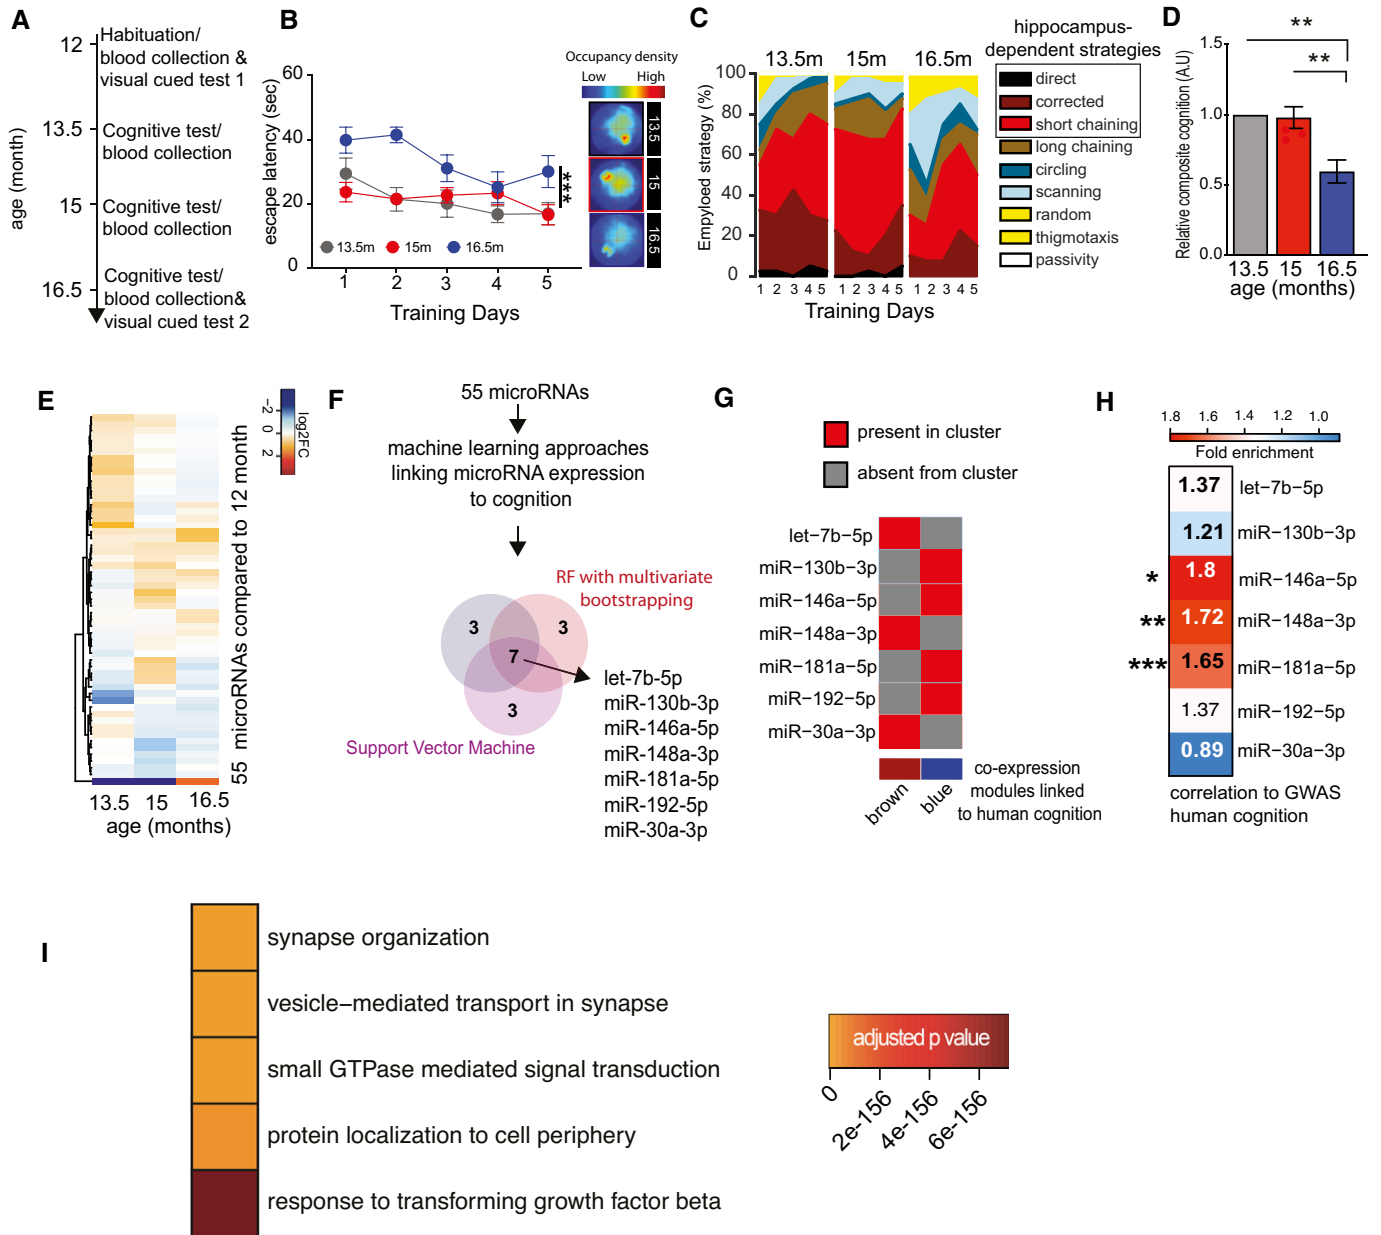 A
age (month)
12
Habituation/
blood collection &
visual cued test 1
13.5
Cognitive test/
blood collection
15
Cognitive test/
blood collection
16.5
Cognitive test/
blood collection&
visual cued test 2
B
escape latency (sec)
60
40
20
0
1 2 3 4 5
Training Days
13.5m 15m 16.5m
***
Occupancy density
Low High
13.5
15
16.5
C
Empyloed strategy (%)
100
80
60
40
20
0
13.5m 15m 16.5m
1 2 3 4 5 1 2 3 4 5 1 2 3 4 5
Training Days
hippocampus-
dependent strategies
direct
corrected
short chaining
long chaining
circling
scanning
random
thigmotaxis
passivity
D
Relative composite cognition (A.U)
1.5
1.0
0.5
0.0
**
**
13.5 15 16.5
age (months)
E
−2 0 2
log2FC
55 microRNAs compared to 12 month
13.5 15 16.5
age (months)
F
55 microRNAs
machine learning approaches
linking microRNA expression
to cognition
RF with multivariate
bootstrapping
3 3
7
3
Support Vector Machine
let-7b-5p
miR-130b-3p
miR-146a-5p
miR-148a-3p
miR-181a-5p
miR-192-5p
miR-30a-3p
G
present in cluster
absent from cluster
let−7b−5p
miR−130b−3p
miR−146a−5p
miR−148a−3p
miR−181a−5p
miR−192−5p
miR−30a−3p
brown blue
co-expression
modules linked
to human cognition
H
1.8 1.6 1.4 1.2 1.0
Fold enrichment
1.37 let−7b−5p
1.21 miR−130b−3p
* 1.8 miR−146a−5p
** 1.72 miR−148a−3p
*** 1.65 miR−181a−5p
1.37 miR−192−5p
0.89 miR−30a−3p
correlation to GWAS
human cognition
I
synapse organization
vesicle−mediated transport in synapse
small GTPase mediated signal transduction
protein localization to cell periphery
response to transforming growth factor beta
adjusted p value
0 2e-156 4e-156 6e-156